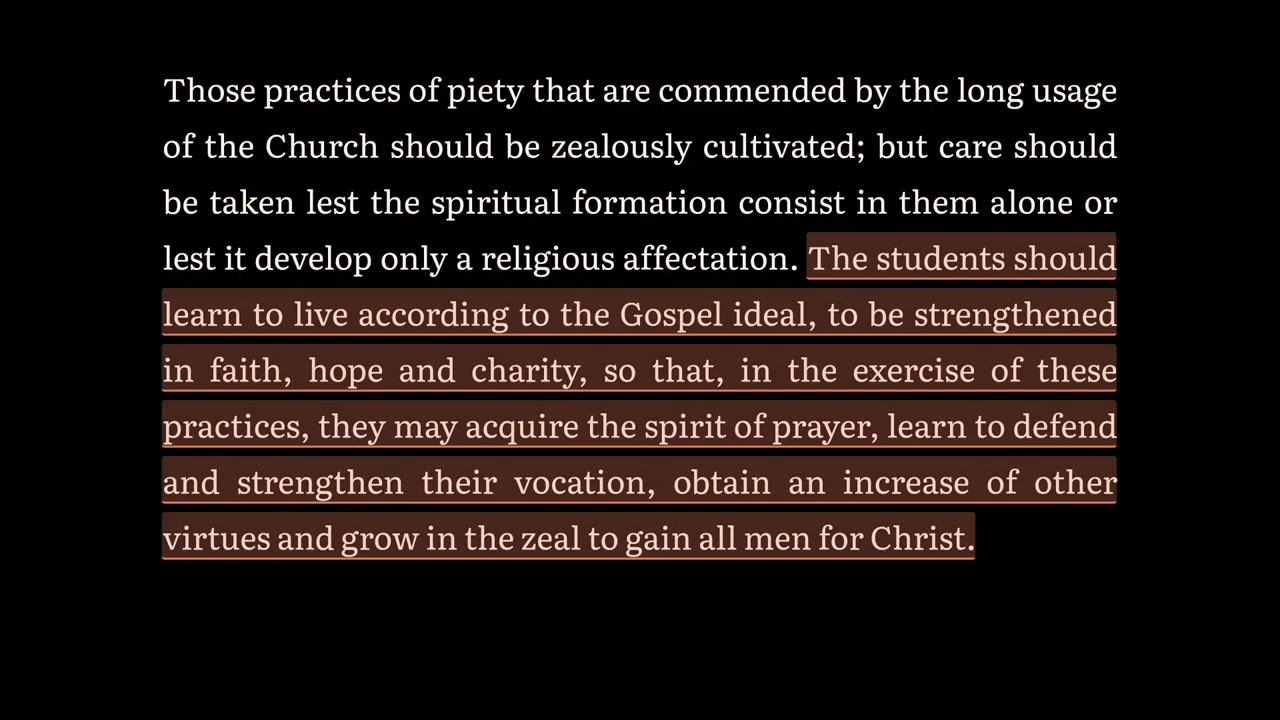 Those practices of piety that are commended by the long usage
of the Church should be zealously cultivated; but care should
be taken lest the spiritual formation consist in them alone or
lest it develop only a religious affectation. The students should
learn to live according to the Gospel ideal, to be strengthened
in faith, hope and charity, so that, in the exercise of these
practices, they may acquire the spirit of prayer, learn to defend
and strengthen their vocation, obtain an increase of other
virtues and grow in the zeal to gain all men for Christ.